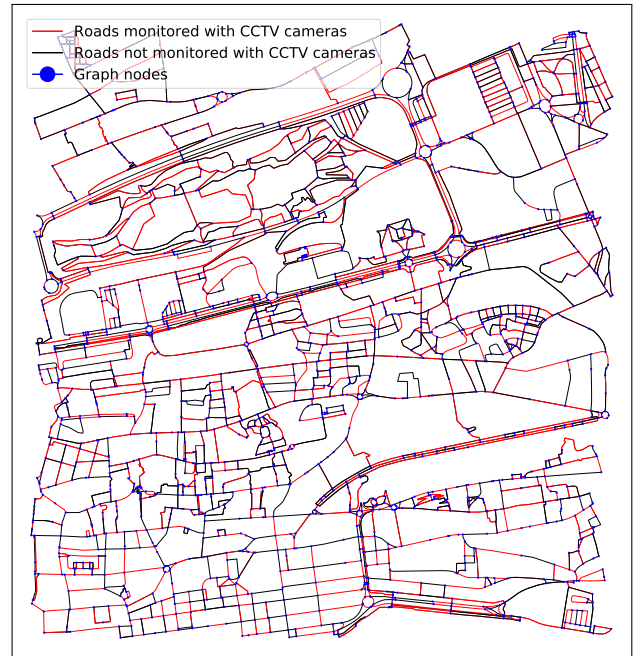 Roads monitored with CCTV cameras
Roads not monitored with CCTV cameras
Graph nodes